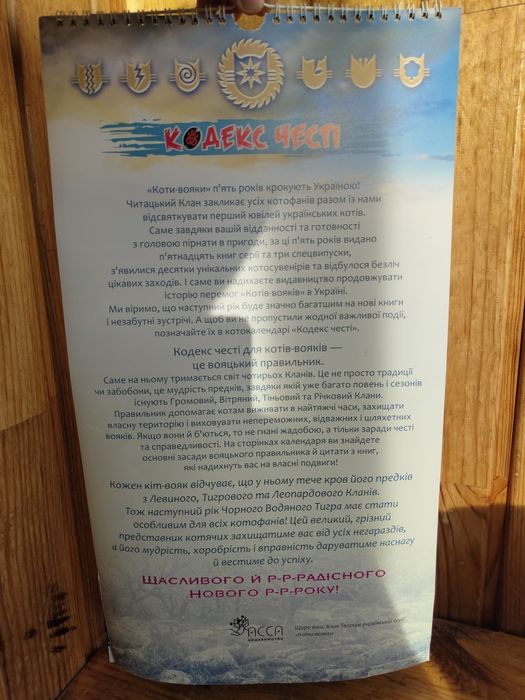 КОДЕКС ЧЕСТІ
«Коти-вояки» п'ять років крокують Україною!
Читацький Клан закликає усіх котофанів разом із нами
відсвяткувати перший ювілей українських котів.
Саме завдяки вашій відданності та готовності
з головою пірнати в пригоди, за ці п'ять років видано
п'ятнадцять книг серії та три спецвипуски,
з'явилися десятки унікальних котосувенірів та відбулося безліч
цікавих заходів. І саме ви надихаєте видавництво продовжувати
історію перемог «Котів-вояків» в Україні.
Ми віримо, що наступний рік буде значно багатшим на нові книги
і незабутні зустрічі. А щоб ви не пропустили жодної важливої події,
позначайте їх в котокалендарі «Кодекс честі».
Кодекс честі для котів-вояків —
це вояцький правильник.
Саме на ньому тримається світ чотирьох Кланів. Це не просто традиції
чи забобони, це мудрість предків, завдяки якій уже багато повень і сезонів
існують Громовий, Вітряний, Тіньовий та Річковий Клани.
Правильник допомагає котам виживати в найтяжчі часи, захищати
власну територію і виховувати непереможних, відважних і шляхетних
вояків. Якщо вони й б'ються, то не гнані жадобою, а тільки заради честі
та справедливості. На сторінках календаря ви знайдете
основні засади вояцького правильника й цитати з книг,
які надихнуть вас на власні подвиги!
Кожен кіт-вояк відчуває, що у ньому тече кров його предків
з Левиного, Тигрового та Леопардового Кланів.
Тож наступний рік Чорного Водяного Тигра має стати
особливим для всіх котофанів! Цей великий, грізний
представник котячих захищатиме вас від усіх негараздів,
а його мудрість, хоробрість і вправність даруватиме наснагу
й вестиме до успіху.
Щасливого й р-р-радісного
Нового р-р-року!
АССА
видавництво
Щиро ваш, Клан Творців української серії
«Коти-вояки»